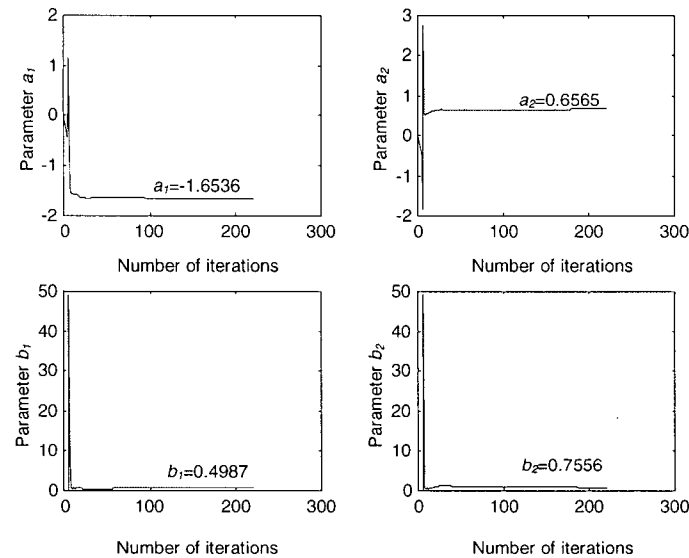 2
1
0
-1
-2
Parameter a1
a1=-1.6536
0 100 200 300
Number of iterations
3
2
1
0
-1
-2
Parameter a2
a2=0.6565
0 100 200 300
Number of iterations
50
40
30
20
10
0
Parameter b1
b1=0.4987
0 100 200 300
Number of iterations
50
40
30
20
10
0
Parameter b2
b2=0.7556
0 100 200 300
Number of iterations